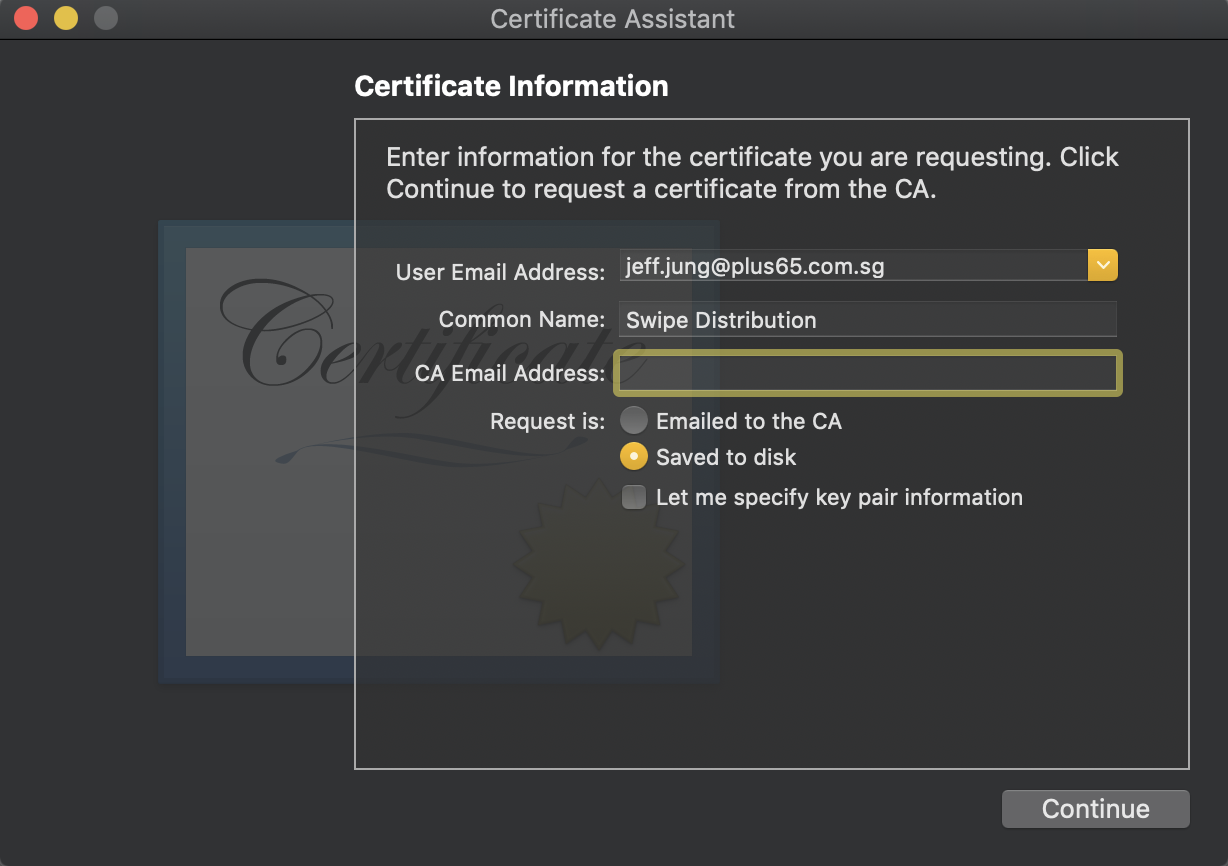 Certificate Assistant
Certificate Information
Enter information for the certificate you are requesting. Click
Continue to request a certificate from the CA.
User Email Address: jeff.jung@plus65.com.sg
Common Name: Swipe Distribution
CA Email Address:
Request is: Emailed to the CA
Saved to disk
Let me specify key pair information
Certificate
Continue